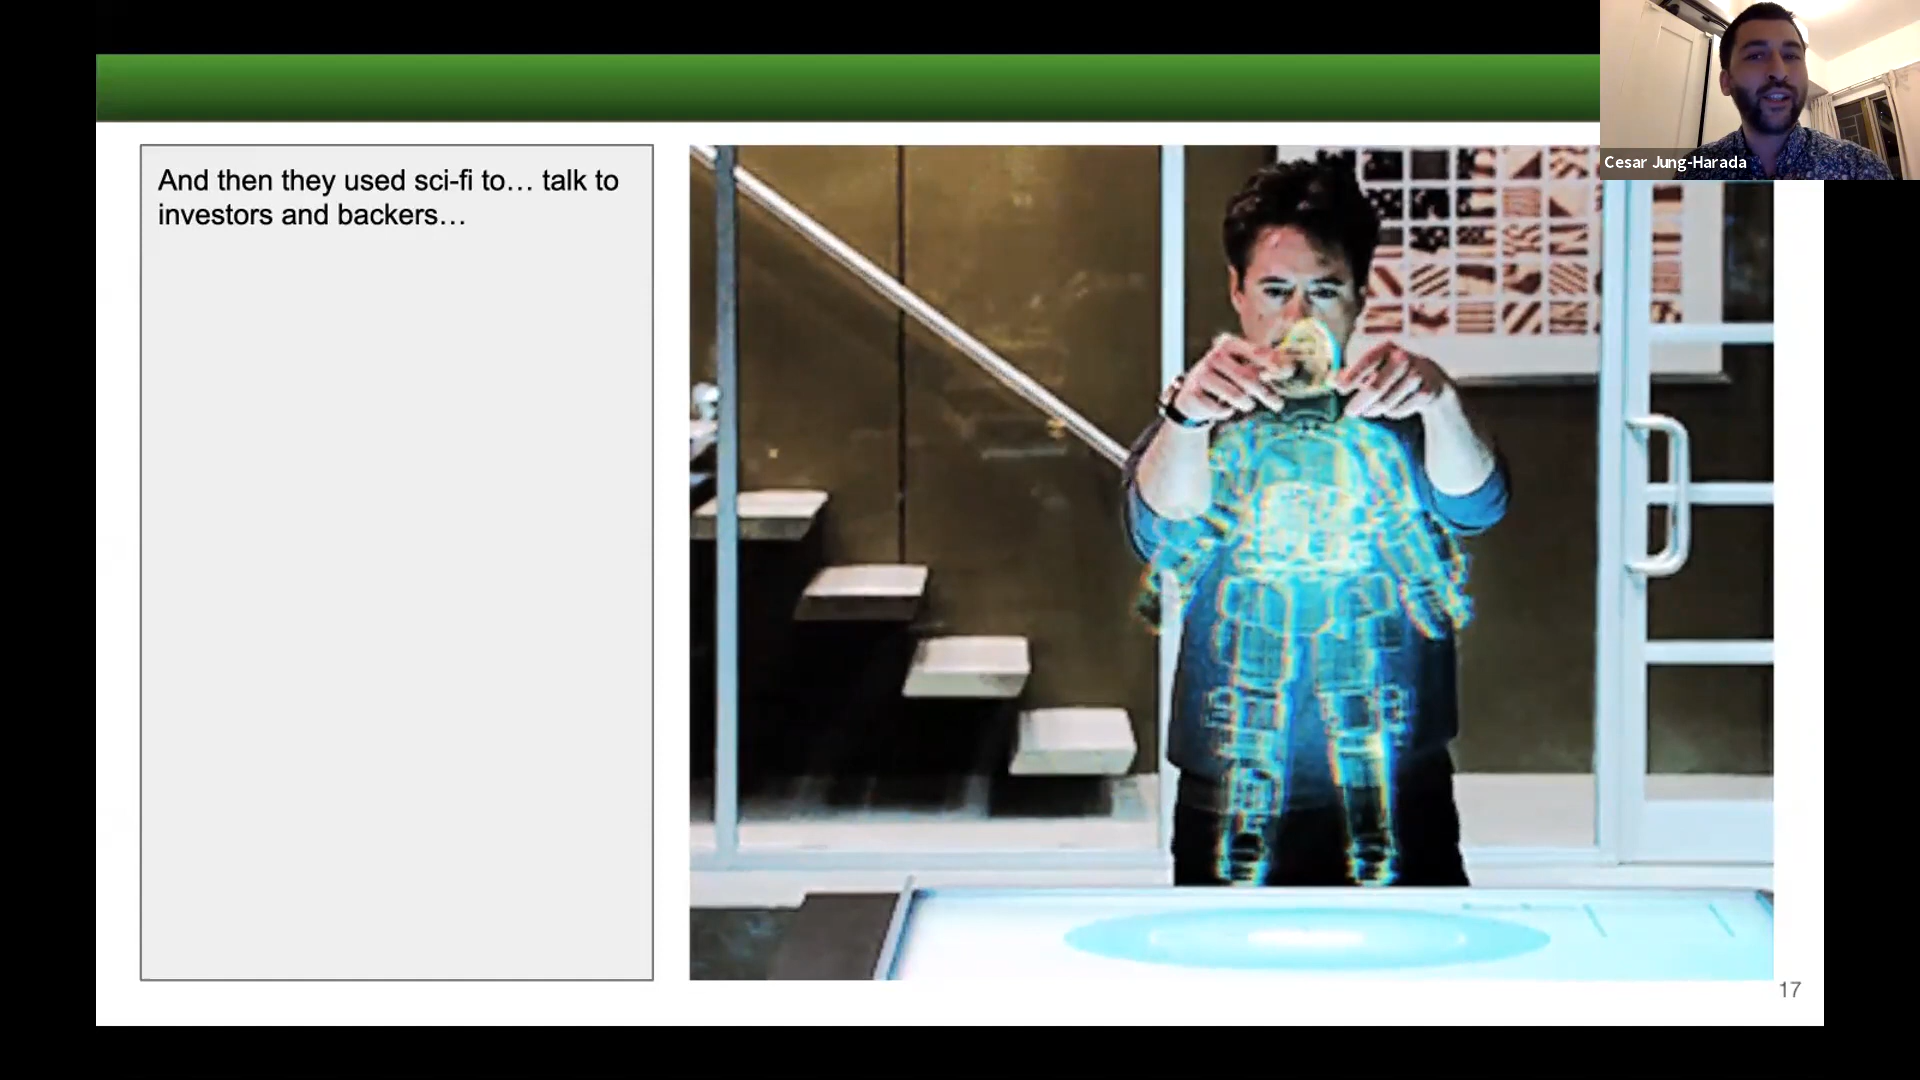 Cesar Jung-Harada
And then they used sci-fi to… talk to
investors and backers…
17